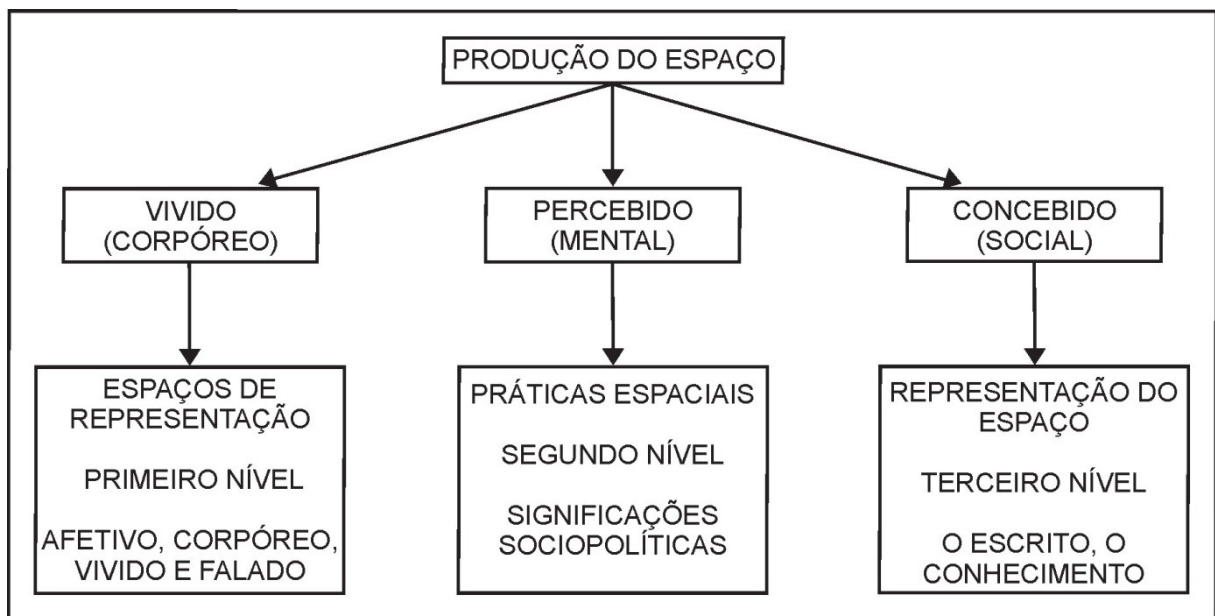 PRODUÇÃO DO ESPAÇO
VIVIDO
(CORPÓREO)
PERCEBIDO
(MENTAL)
CONCEBIDO
(SOCIAL)
ESPAÇOS DE
REPRESENTAÇÃO
PRIMEIRO NÍVEL
AFETIVO, CORPÓREO,
VIVIDO E FALADO
PRÁTICAS ESPACIAIS
SEGUNDO NÍVEL
SIGNIFICAÇÕES
SOCIOPOLÍTICAS
REPRESENTAÇÃO DO
ESPAÇO
TERCEIRO NÍVEL
O ESCRITO, O
CONHECIMENTO